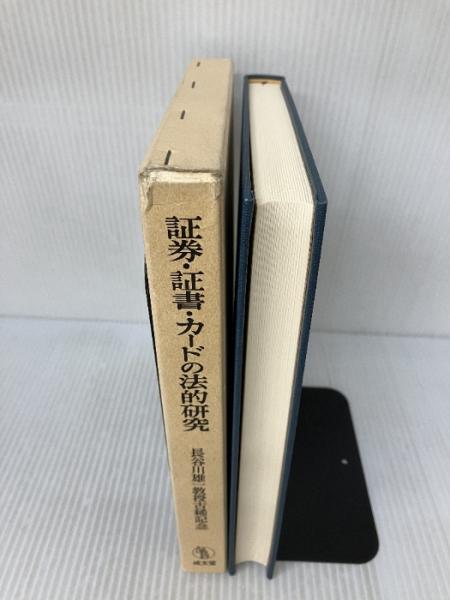 証券・証書・カードの法的研究
長谷川雄一教授古稀記念
成文堂